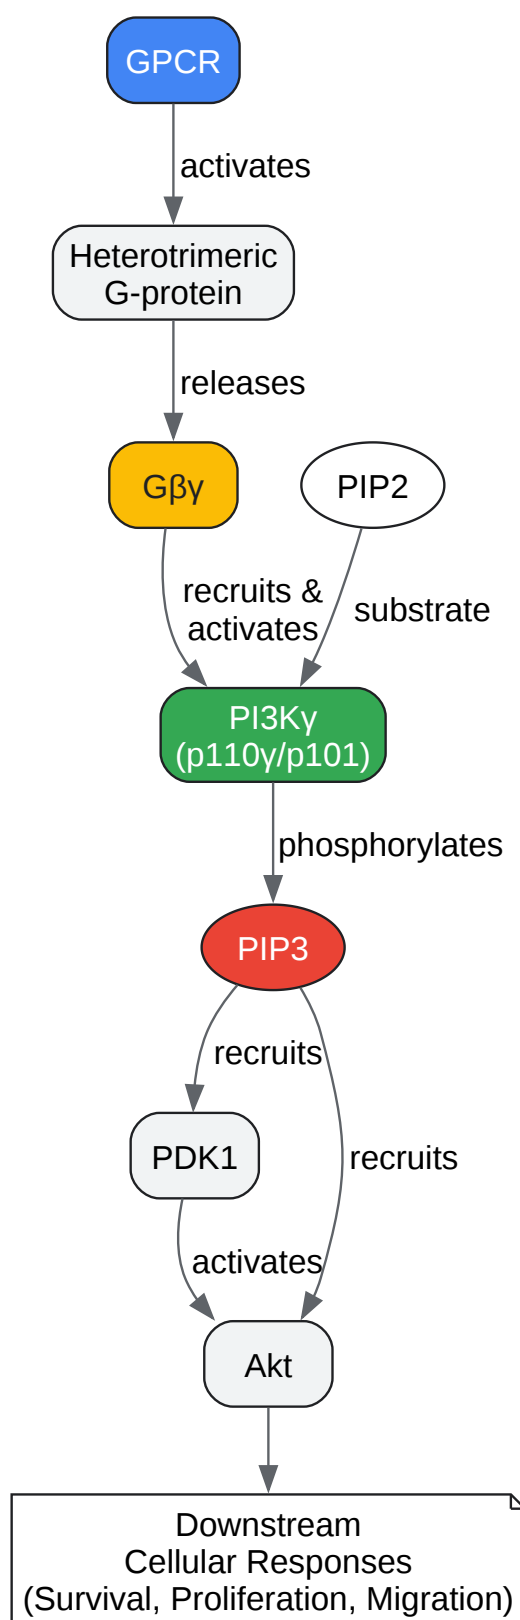 GPCR
activates
Heterotrimeric
G-protein
releases
Gβγ
PIP2
recruits &
activates
substrate
PI3Kγ
(p110γ/p101)
phosphorylates
PIP3
recruits
PDK1
recruits
activates
Akt
Downstream
Cellular Responses
(Survival, Proliferation, Migration)